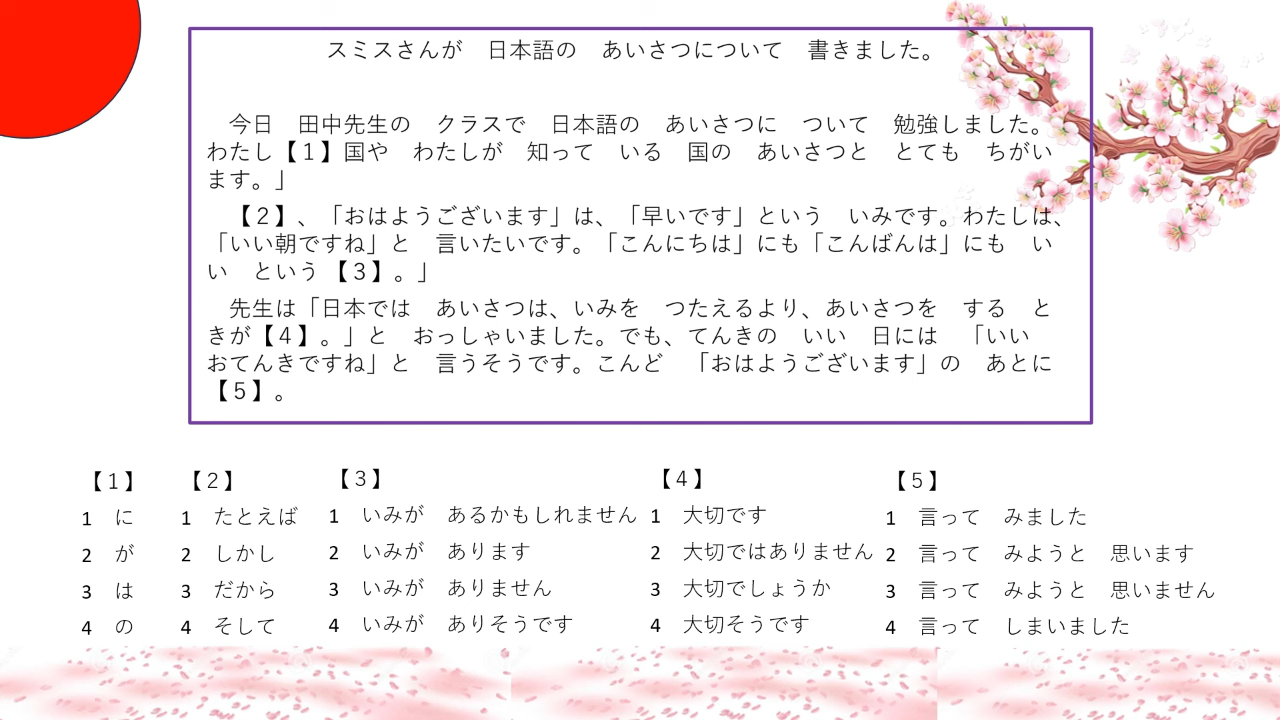 スミスさんが　日本語の　あいさつについて　書きました。
今日　田中先生の　クラスで　日本語の　あいさつに　ついて　勉強しました。
わたし【１】国や　わたしが　知って　いる　国の　あいさつと　とても　ちがい
ます。」
【２】、「おはようございます」は、「早いです」という　いみです。わたしは、
「いい朝ですね」と　言いたいです。「こんにちは」にも「こんばんは」にも　い
い　という【３】。」
先生は「日本では　あいさつは、いみを　つたえるより、あいさつを　する　と
きが【４】。」と　おっしゃいました。でも、てんきの　いい　日には　「いい
おてんきですね」と　言うそうです。こんど　「おはようございます」の　あとに
【５】。
【１】
1　に
2　が
3　は
4　の
【２】
1　たとえば
2　しかし
3　だから
4　そして
【３】
1　いみが　あるかもしれません
2　いみが　あります
3　いみが　ありません
4　いみが　ありそうです
【４】
1　大切です
2　大切ではありません
3　大切でしょうか
4　大切そうです
【５】
1　言って　みました
2　言って　みようと　思います
3　言って　みようと　思いません
4　言って　しまいました